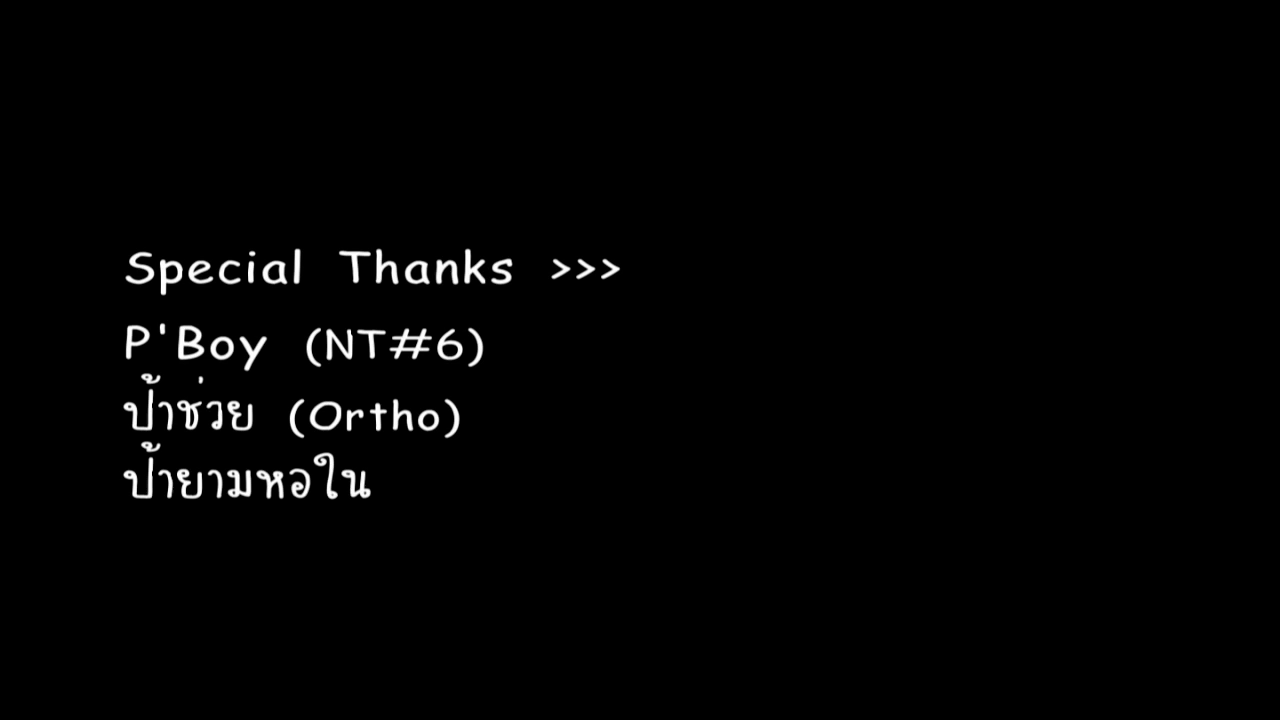 Special Thanks >>>
P'Boy (NT#6)
ป้าช่วย (Ortho)
ป้ายามหอใน